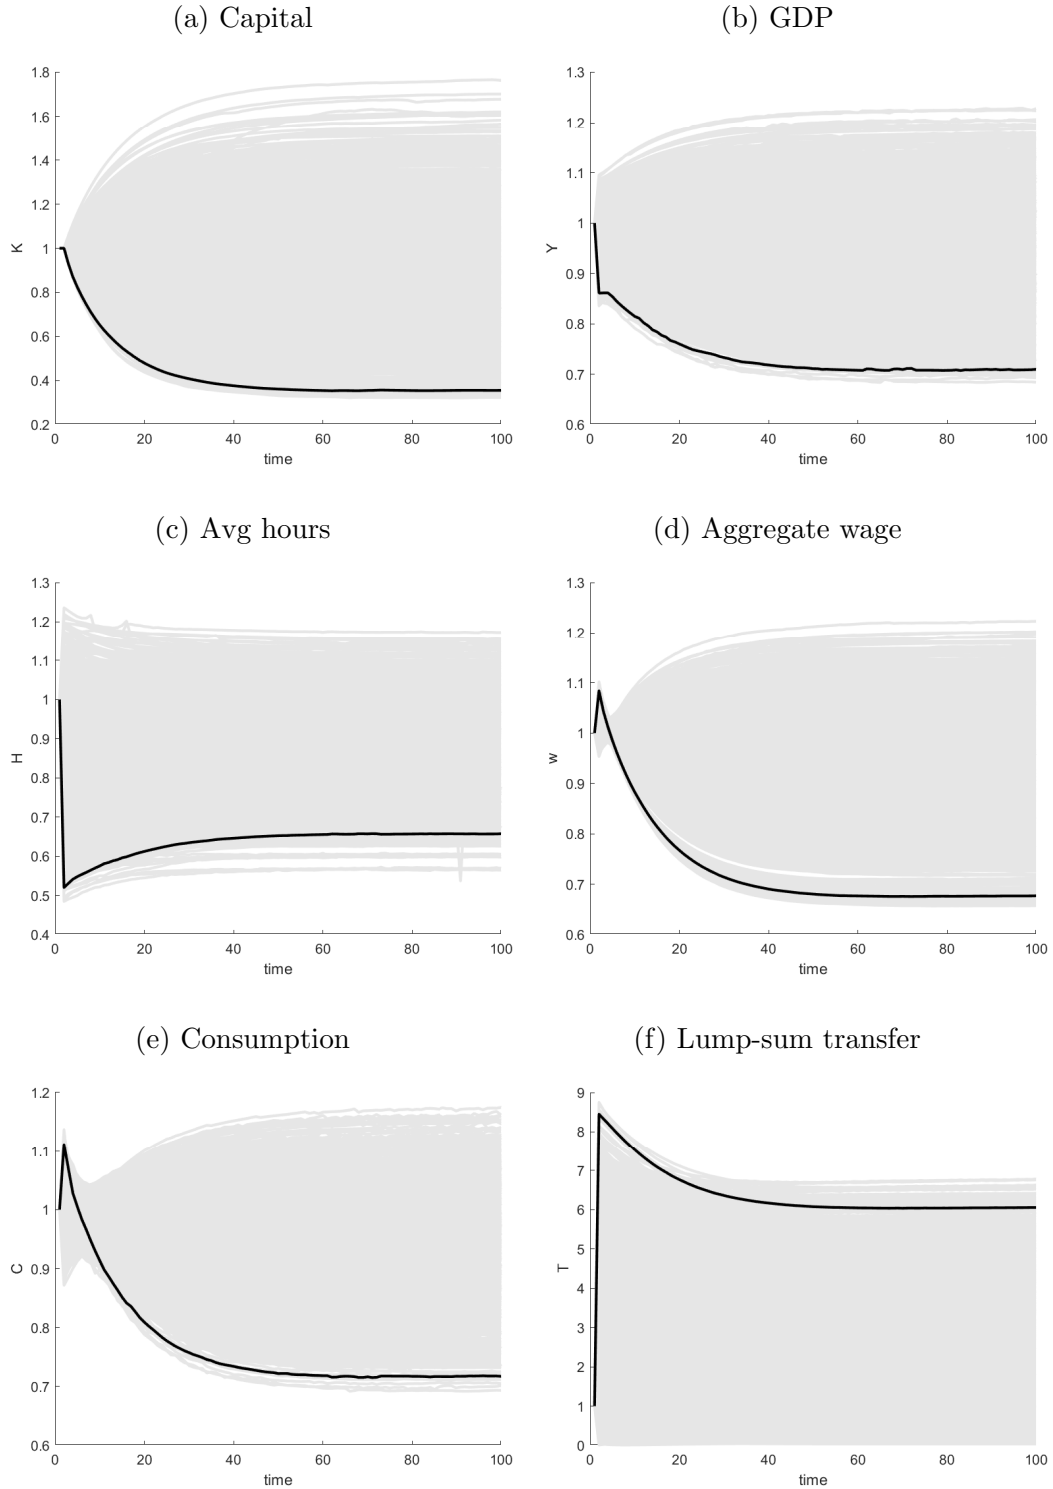 (a) Capital
(b) GDP
1.8
1.6
1.4
1.2
1
0.8
0.6
0.4
0.2
K
0 20 40 60 80 100
time
1.3
1.2
1.1
1
0.9
0.8
0.7
0.6
Y
0 20 40 60 80 100
time
(c) Avg hours
(d) Aggregate wage
1.3
1.2
1.1
1
0.9
0.8
0.7
0.6
0.5
0.4
H
0 20 40 60 80 100
time
1.3
1.2
1.1
1
0.9
0.8
0.7
0.6
w
0 20 40 60 80 100
time
(e) Consumption
(f) Lump-sum transfer
1.2
1.1
1
0.9
0.8
0.7
0.6
C
0 20 40 60 80 100
time
9
8
7
6
5
4
3
2
1
0
T
0 20 40 60 80 100
time